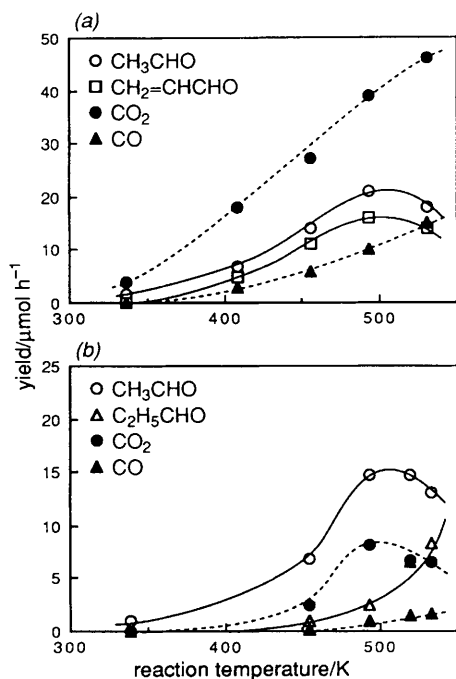 (a)
50
40
30
20
10
0
CH₃CHO
CH₂=CHCHO
CO₂
CO
300 400 500
yield/μmol h⁻¹
(b)
25
20
15
10
5
0
CH₃CHO
C₂H₅CHO
CO₂
CO
300 400 500
reaction temperature/K